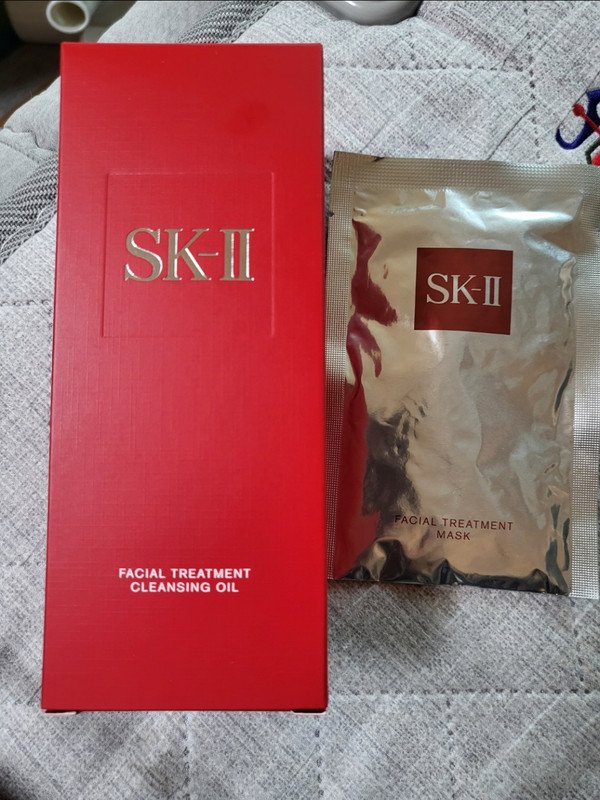 SK-II
FACIAL TREATMENT
CLEANSING OIL
SK-II
FACIAL TREATMENT
MASK